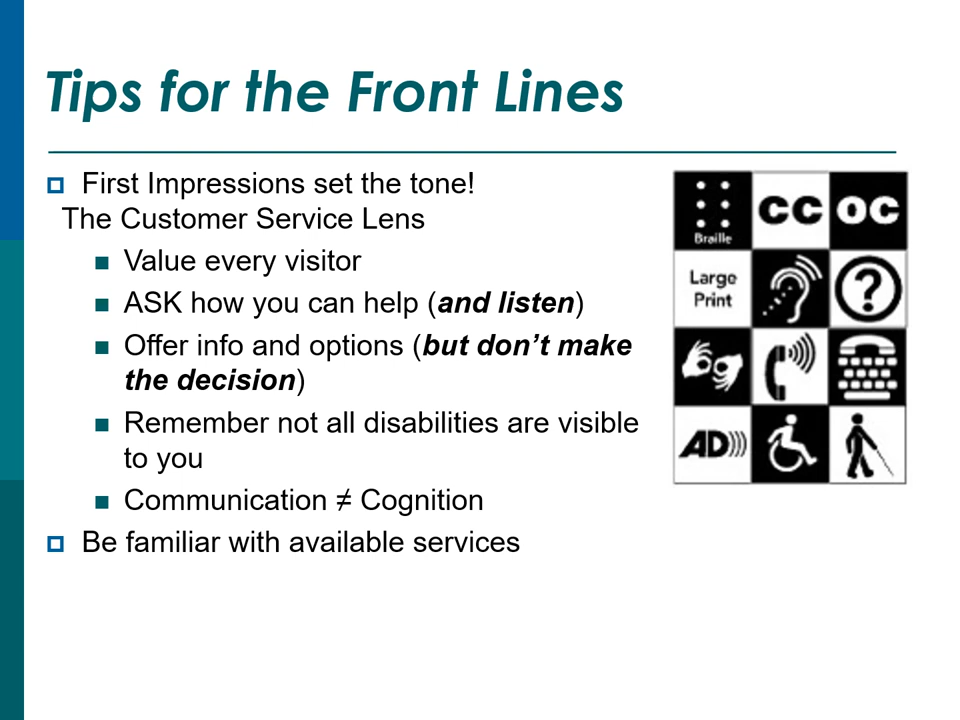 Tips for the Front Lines
First Impressions set the tone!
The Customer Service Lens
Value every visitor
ASK how you can help (and listen)
Offer info and options (but don’t make
the decision)
Remember not all disabilities are visible
to you
Communication ≠ Cognition
Be familiar with available services
Braille
CC
OC
Large
Print
?
AD